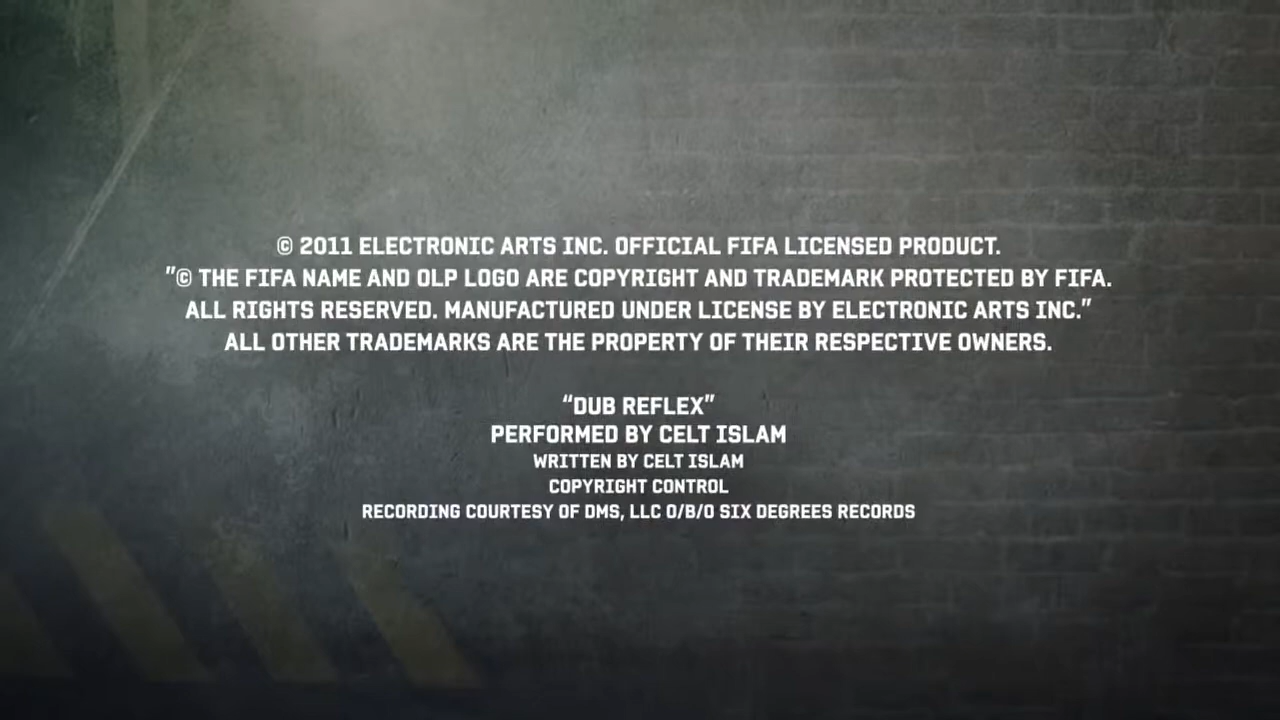 © 2011 ELECTRONIC ARTS INC. OFFICIAL FIFA LICENSED PRODUCT.
"© THE FIFA NAME AND OLP LOGO ARE COPYRIGHT AND TRADEMARK PROTECTED BY FIFA.
ALL RIGHTS RESERVED. MANUFACTURED UNDER LICENSE BY ELECTRONIC ARTS INC."
ALL OTHER TRADEMARKS ARE THE PROPERTY OF THEIR RESPECTIVE OWNERS.
“DUB REFLEX”
PERFORMED BY CELT ISLAM
WRITTEN BY CELT ISLAM
COPYRIGHT CONTROL
RECORDING COURTESY OF DMS, LLC O/B/O SIX DEGREES RECORDS